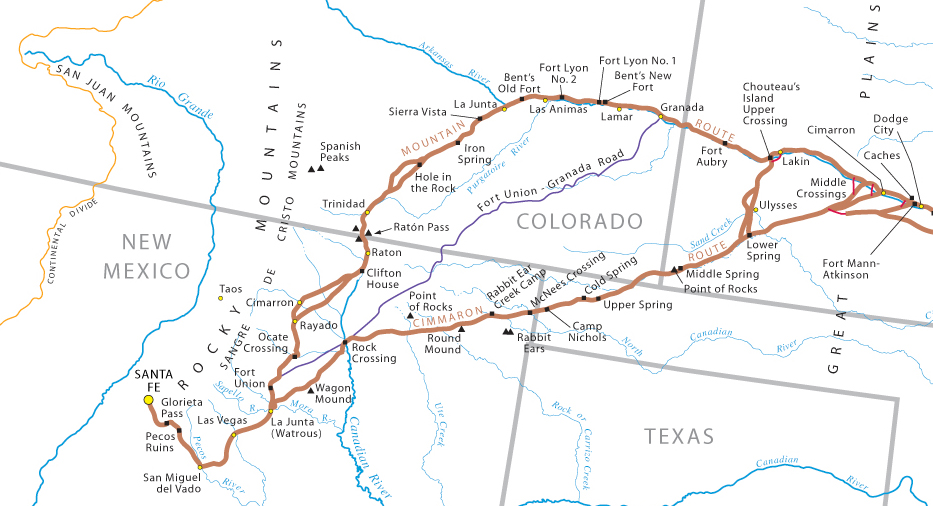 SAN JUAN MOUNTAINS
Rio Grande
CONTINENTAL DIVIDE
NEW
MEXICO
ROCKY MOUNTAINS
SANGRE DE CRISTO MOUNTAINS
Spanish
Peaks
Arkansas River
Sierra Vista
La Junta
Bent's
Old Fort
Fort Lyon
No. 2
Las Animas
Fort Lyon No. 1
Bent's New
Fort
Lamar
Granada
MOUNTAIN ROUTE
Iron
Spring
Hole in
the Rock
Purgatoire River
Fort Union - Granada Road
Trinidad
Ratón Pass
Raton
Clifton
House
COLORADO
Fort
Aubry
Chouteau's
Island
Upper
Crossing
Lakin
Cimarron
Dodge
City
Caches
Middle
Crossings
Ulysses
Lower
Spring
Fort Mann-
Atkinson
GREAT PLAINS
Sand Creek
CIMMARON ROUTE
Middle Spring
Point of Rocks
Cold Spring
Upper Spring
McNees Crossing
Camp
Nichols
Rabbit Ear
Creek Camp
Rabbit
Ears
Point
of Rocks
Round
Mound
North Canadian River
Taos
Cimarron
Rayado
Ocate
Crossing
Rock
Crossing
Fort
Union
Wagon
Mound
La Junta
(Watrous)
Sapello R.
Mora R.
SANTA
FE
Glorieta
Pass
Pecos
Ruins
Las Vegas
San Miguel
del Vado
Pecos River
Canadian River
Ute Creek
Rock or Carrizo Creek
TEXAS
Canadian River
C